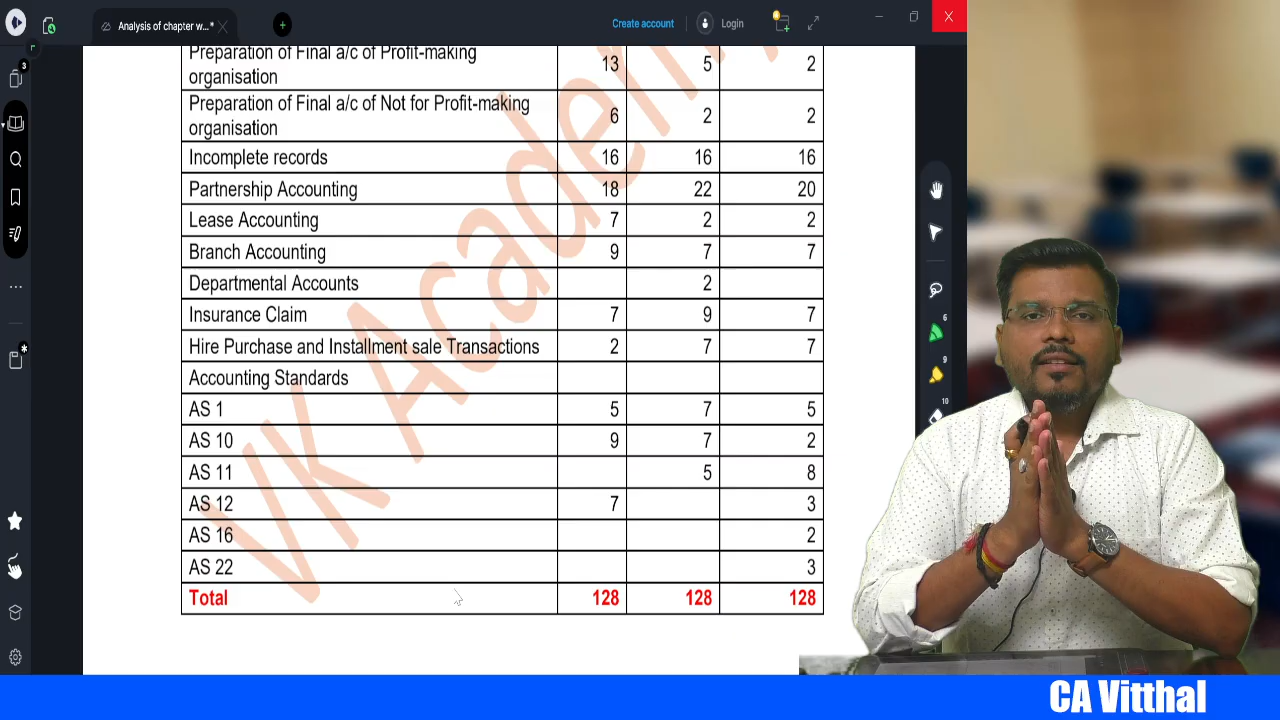 Analysis of chapter w...*
Create account
Login
3
Preparation of Final a/c of Profit-making
organisation 13 5 2
Preparation of Final a/c of Not for Profit-making
organisation 6 2 2
Incomplete records 16 16 16
Partnership Accounting 18 22 20
Lease Accounting 7 2 2
Branch Accounting 9 7 7
Departmental Accounts 2
Insurance Claim 7 9 7
Hire Purchase and Installment sale Transactions 2 7 7
Accounting Standards
AS 1 5 7 5
AS 10 9 7 2
AS 11 5 8
AS 12 7 3
AS 16 2
AS 22 3
Total 128 128 128
VK Academy
6
9
10
CA Vitthal